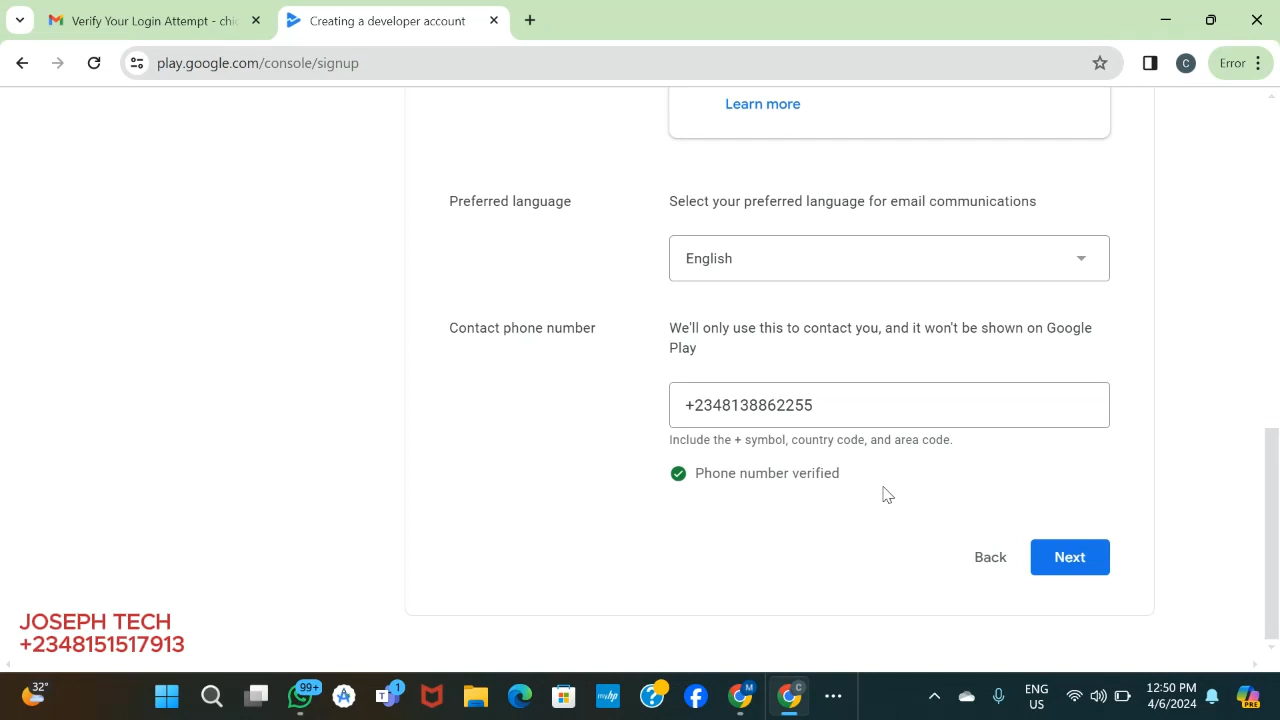 Verify Your Login Attempt - chi
Creating a developer account
play.google.com/console/signup
C
Error
Learn more
Preferred language
Select your preferred language for email communications
English
Contact phone number
We'll only use this to contact you, and it won't be shown on Google
Play
+2348138862255
Include the + symbol, country code, and area code.
Phone number verified
Back
Next
JOSEPH TECH
+2348151517913
32°
99+
1
myhp
M
C
ENG
US
12:50 PM
4/6/2024
PRE